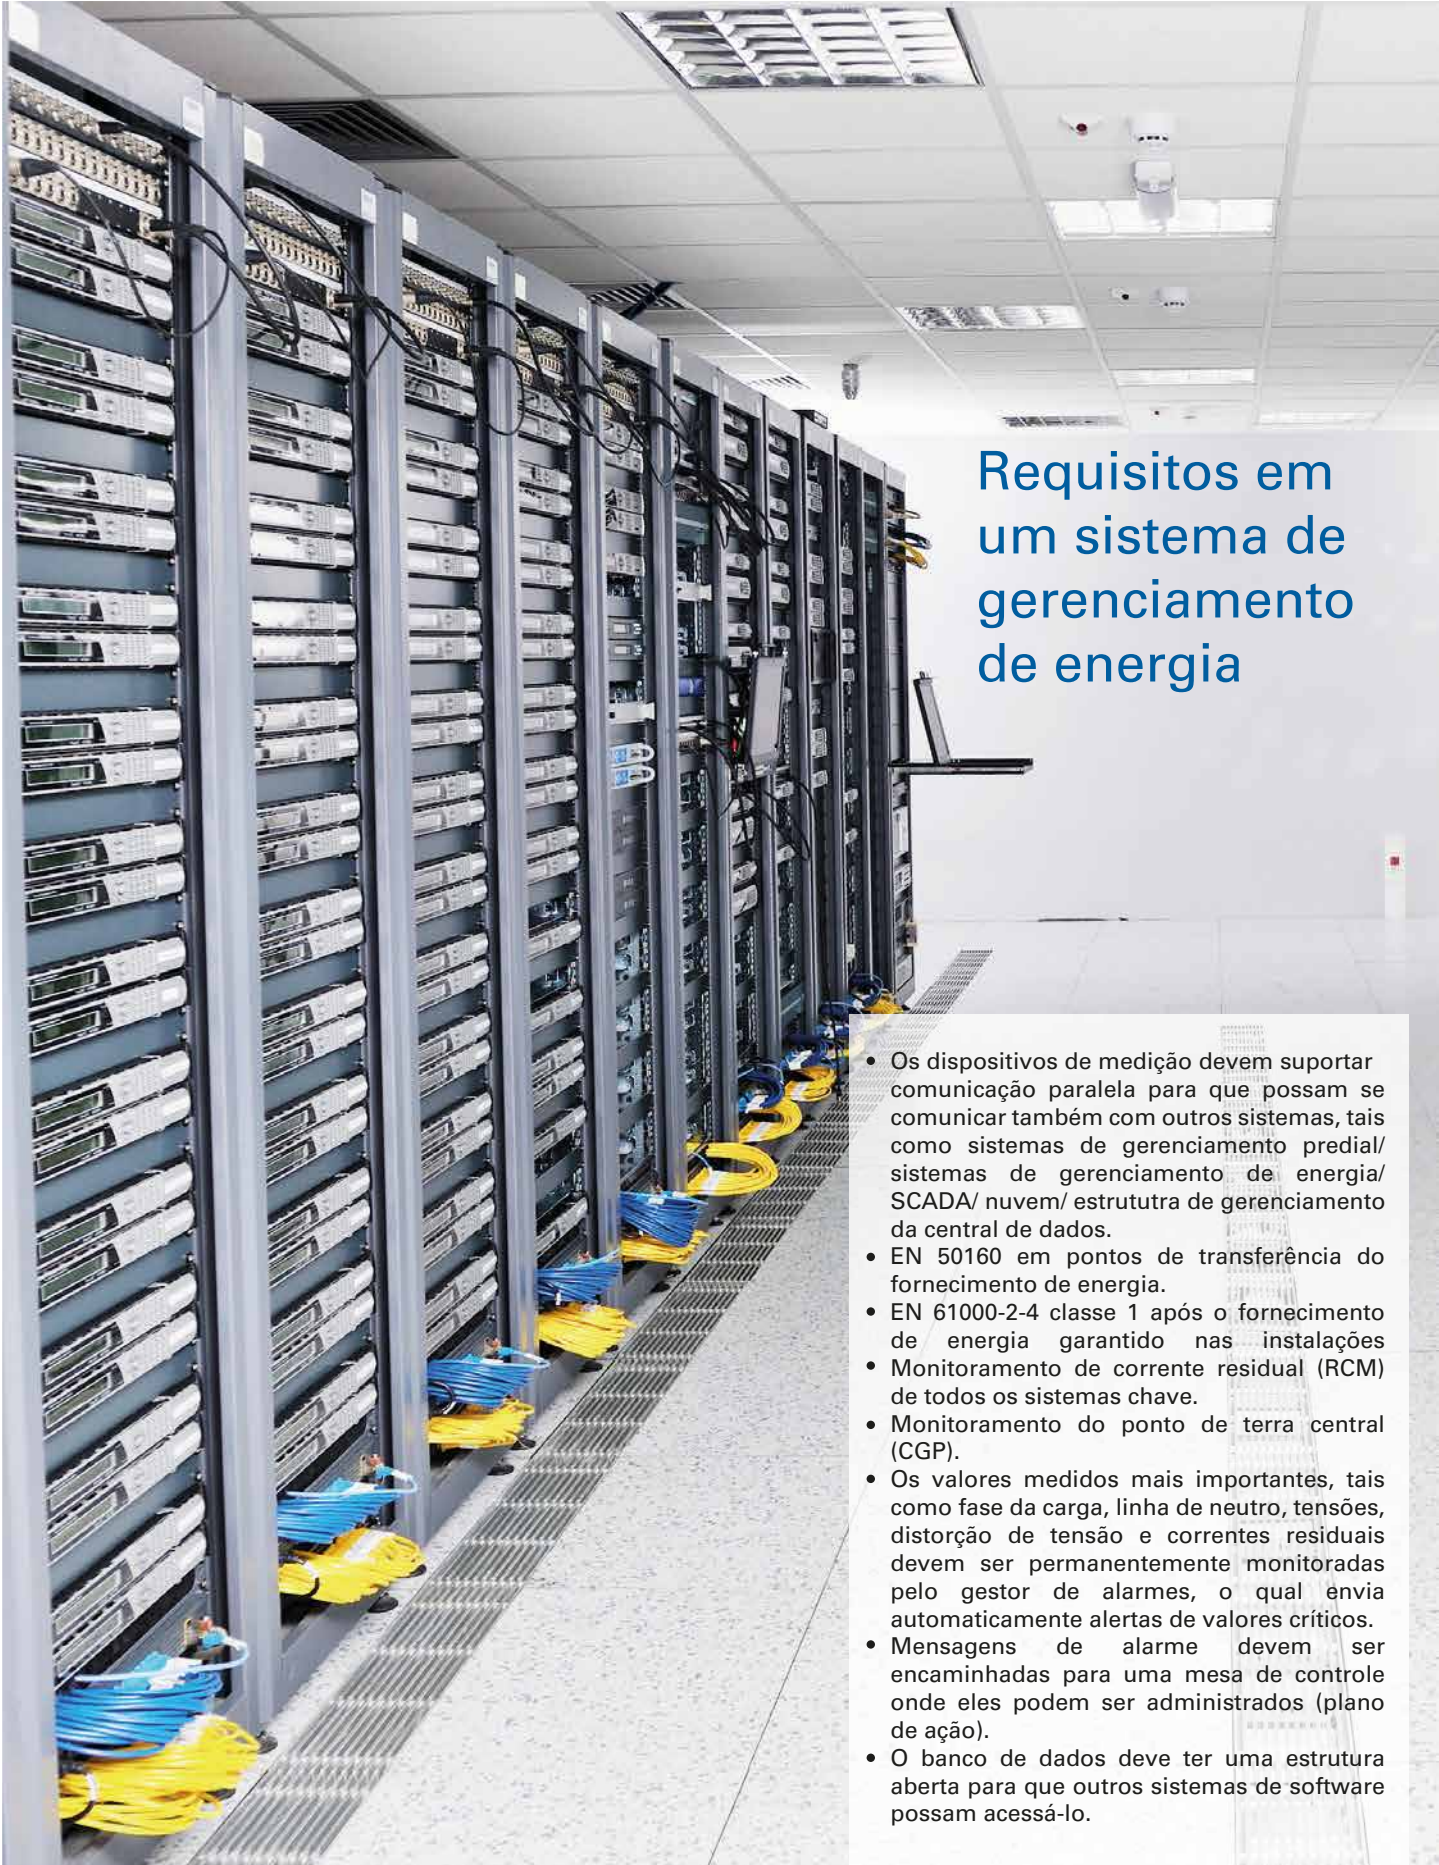 Requisitos em
um sistema de
gerenciamento
de energia
• Os dispositivos de medição devem suportar
comunicação paralela para que possam se
comunicar também com outros sistemas, tais
como sistemas de gerenciamento predial/
sistemas de gerenciamento de energia/
SCADA/ nuvem/ estrututra de gerenciamento
da central de dados.
• EN 50160 em pontos de transferência do
fornecimento de energia.
• EN 61000-2-4 classe 1 após o fornecimento
de energia garantido nas instalações
• Monitoramento de corrente residual (RCM)
de todos os sistemas chave.
• Monitoramento do ponto de terra central
(CGP).
• Os valores medidos mais importantes, tais
como fase da carga, linha de neutro, tensões,
distorção de tensão e correntes residuais
devem ser permanentemente monitoradas
pelo gestor de alarmes, o qual envia
automaticamente alertas de valores críticos.
• Mensagens de alarme devem ser
encaminhadas para uma mesa de controle
onde eles podem ser administrados (plano
de ação).
• O banco de dados deve ter uma estrutura
aberta para que outros sistemas de software
possam acessá-lo.